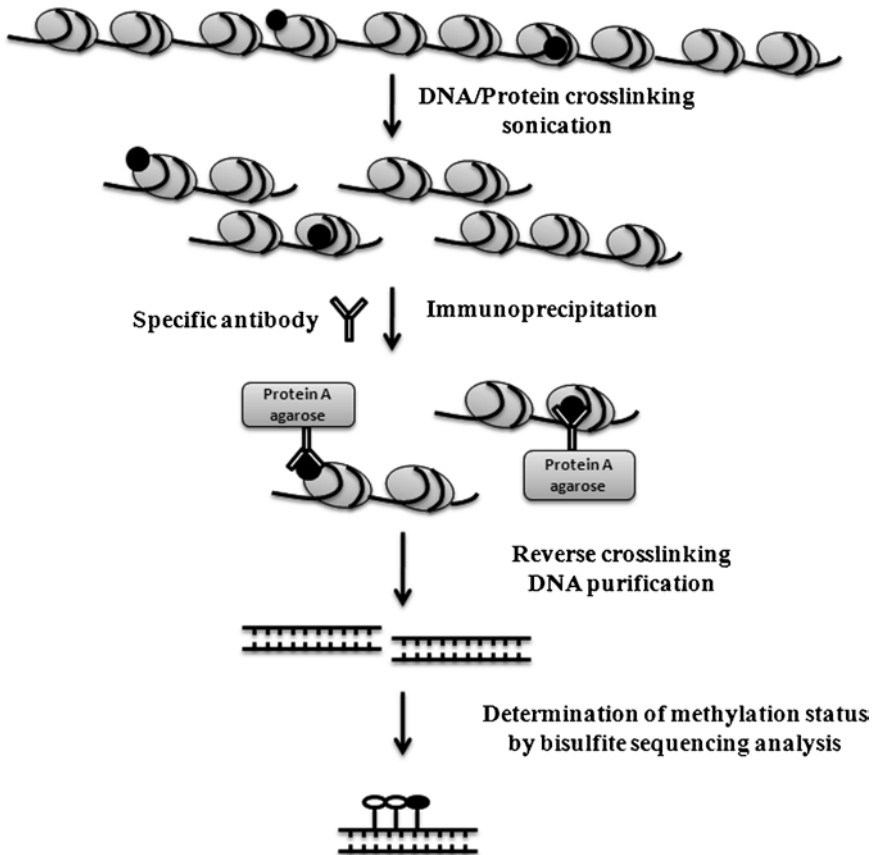 DNA/Protein crosslinking
sonication
Specific antibody
Immunoprecipitation
Protein A
agarose
Protein A
agarose
Reverse crosslinking
DNA purification
Determination of methylation status
by bisulfite sequencing analysis